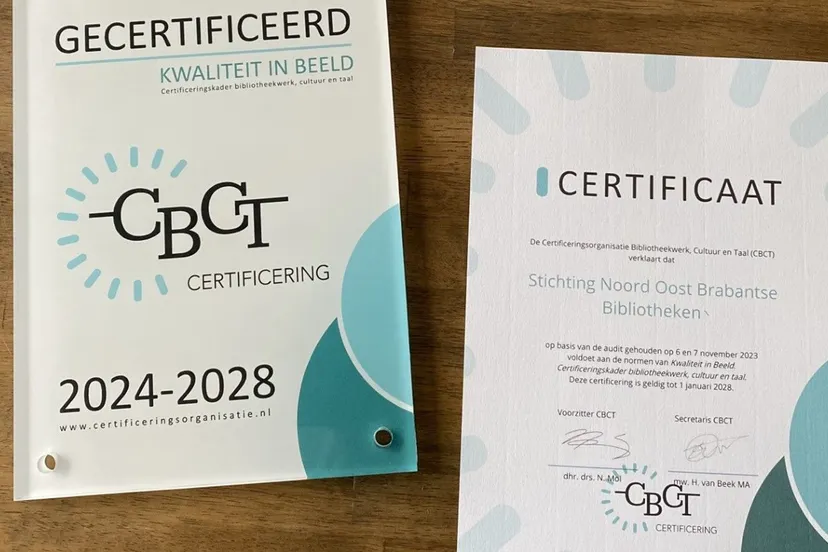 GECERTIFICEERD
KWALITEIT IN BEELD
Certificeringskader bibliotheekwerk, cultuur en taal
CBCT
CERTIFICERING
2024-2028
www.certificeringsorganisatie.nl
CERTIFICAAT
De Certificeringsorganisatie Bibliotheekwerk, Cultuur en Taal (CBCT)
verklaart dat
Stichting Noord Oost Brabantse
Bibliotheken
op basis van de audit gehouden op 6 en 7 november 2023
voldoet aan de normen van Kwaliteit in Beeld.
Certificeringskader bibliotheekwerk, cultuur en taal.
Deze certificering is geldig tot 1 januari 2028.
Voorzitter CBCT Secretaris CBCT
dhr. drs. N. Mol mw. H. van Beek MA
CBCT
CERTIFICERING